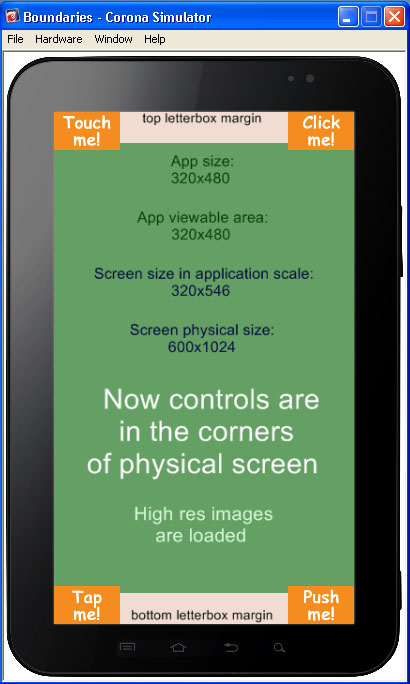 Boundaries - Corona Simulator
File Hardware Window Help
Touch
me!
top letterbox margin
Click
me!
App size:
320x480
App viewable area:
320x480
Screen size in application scale:
320x546
Screen physical size:
600x1024
Now controls are
in the corners
of physical screen
High res images
are loaded
Tap
me!
bottom letterbox margin
Push
me!